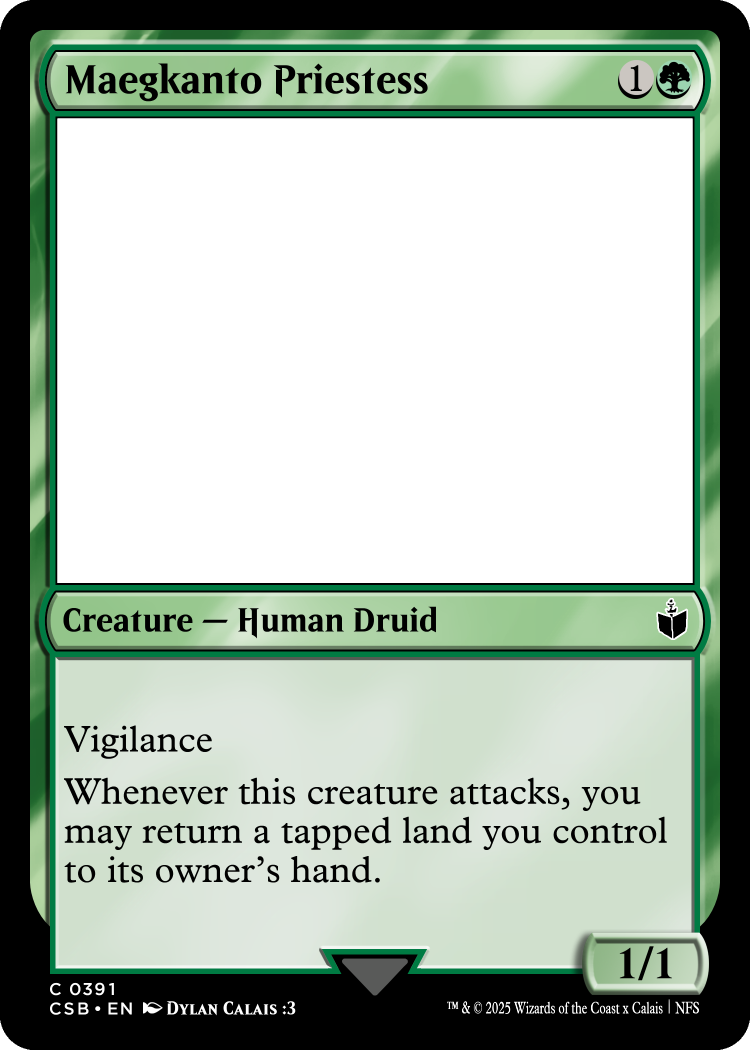 Maegkanto Priestess 1
Creature — Human Druid
Vigilance
Whenever this creature attacks, you
may return a tapped land you control
to its owner's hand.
1/1
C 0391
CSB • EN DYLAN CALAIS :3
™ & © 2025 Wizards of the Coast x Calais | NFS